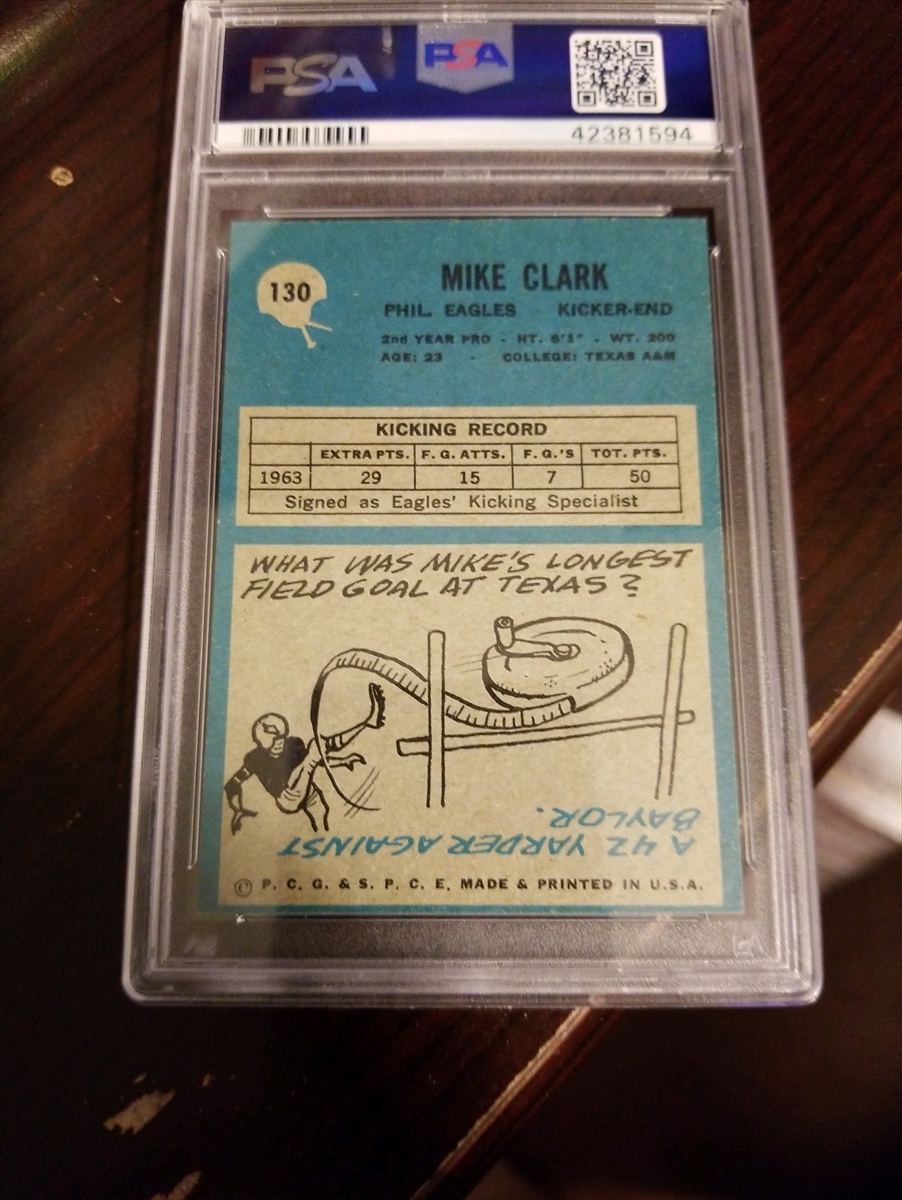 PSA PSA
42381594
130
MIKE CLARK
PHIL. EAGLES KICKER-END
2nd YEAR PRO - HT. 6'1" - WT. 200
AGE: 23 - COLLEGE: TEXAS A&M
KICKING RECORD
EXTRA PTS. F. G. ATTS. F. G.'S TOT. PTS.
1963 29 15 7 50
Signed as Eagles' Kicking Specialist
WHAT WAS MIKE'S LONGEST
FIELD GOAL AT TEXAS?
A 42 YARDER AGAINST
BAYLOR.
© P. C. G. & S. P. C. E. MADE & PRINTED IN U.S.A.